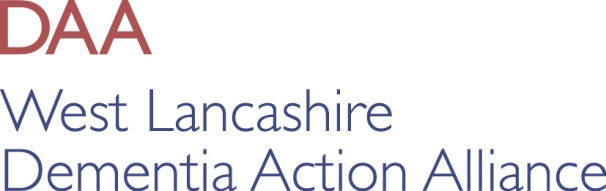 DAA
West Lancashire
Dementia Action Alliance